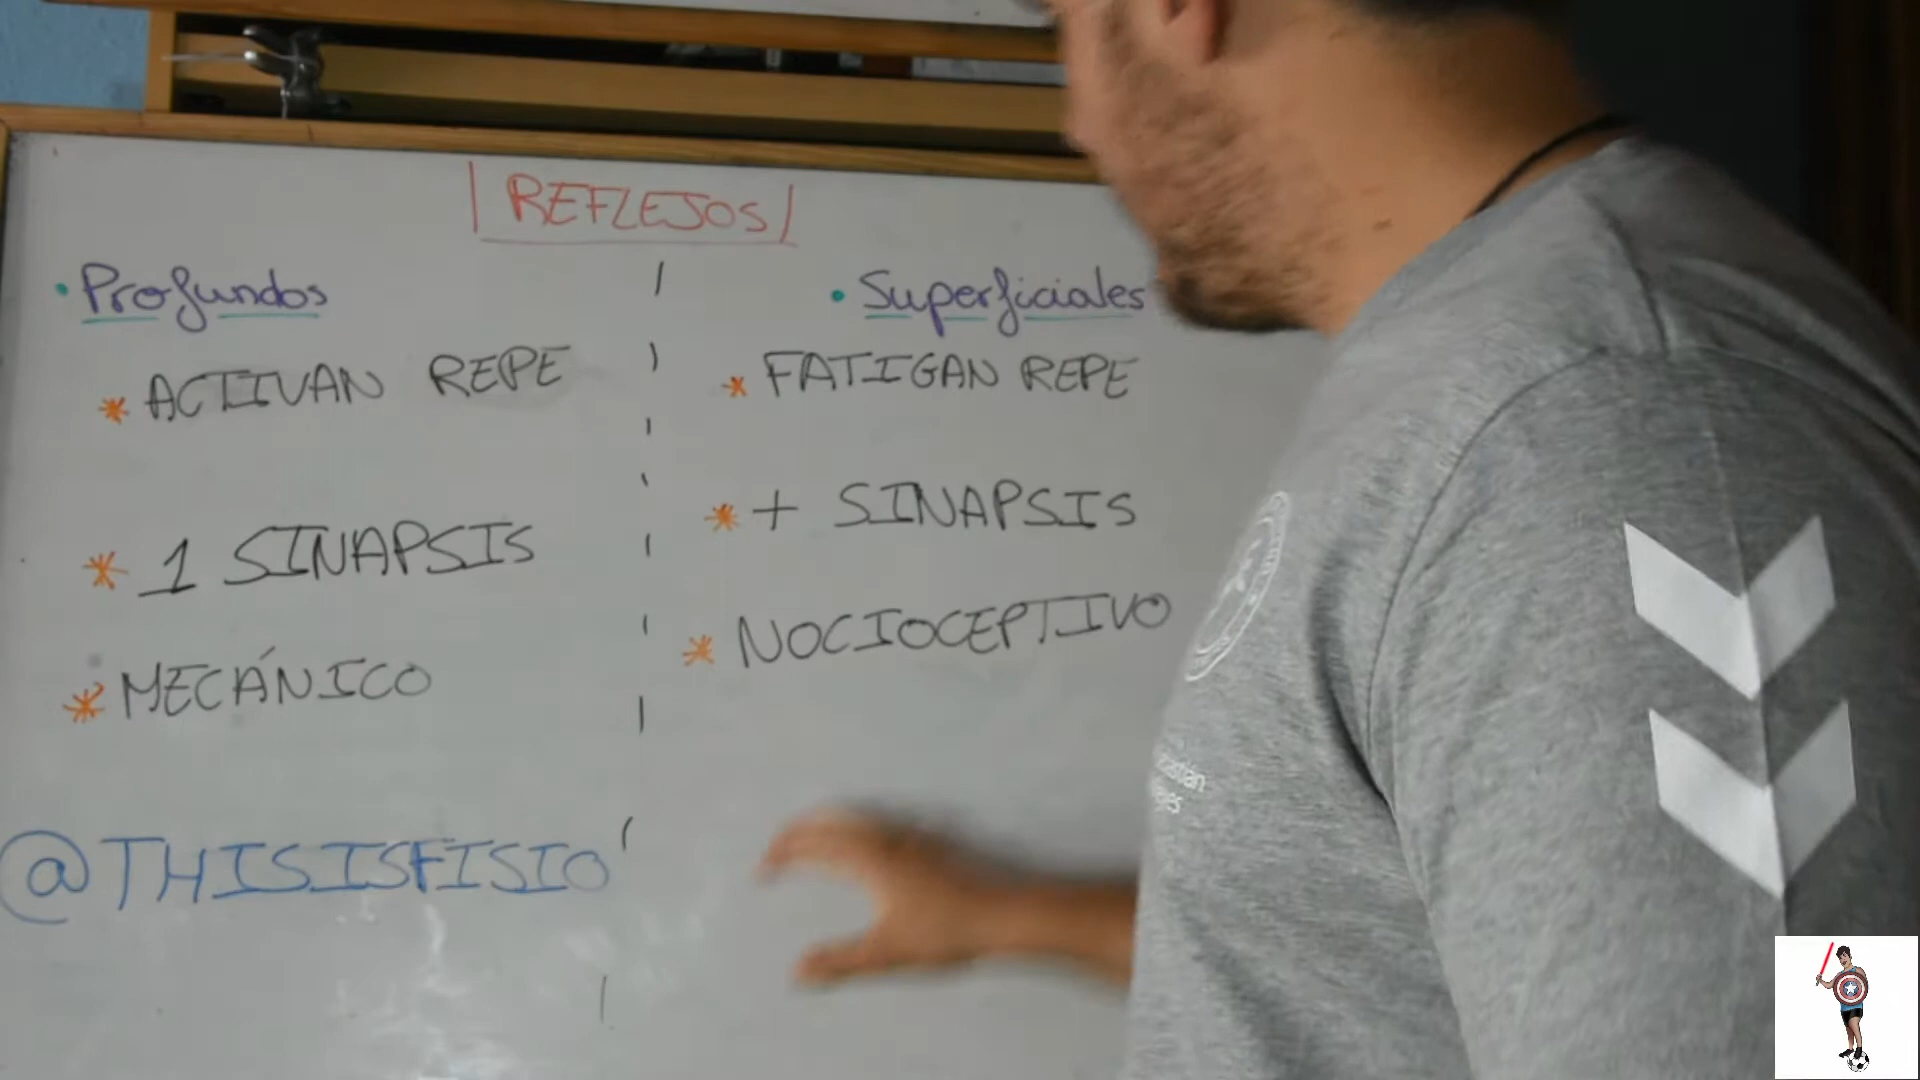 |REFLEJOS|
• Profundos
* ACTIVAN REPE
* 1 SINAPSIS
* MECÁNICO
@THISISFISIO
• Superficiales
* FATIGAN REPE
* + SINAPSIS
* NOCIOCEPTIVO